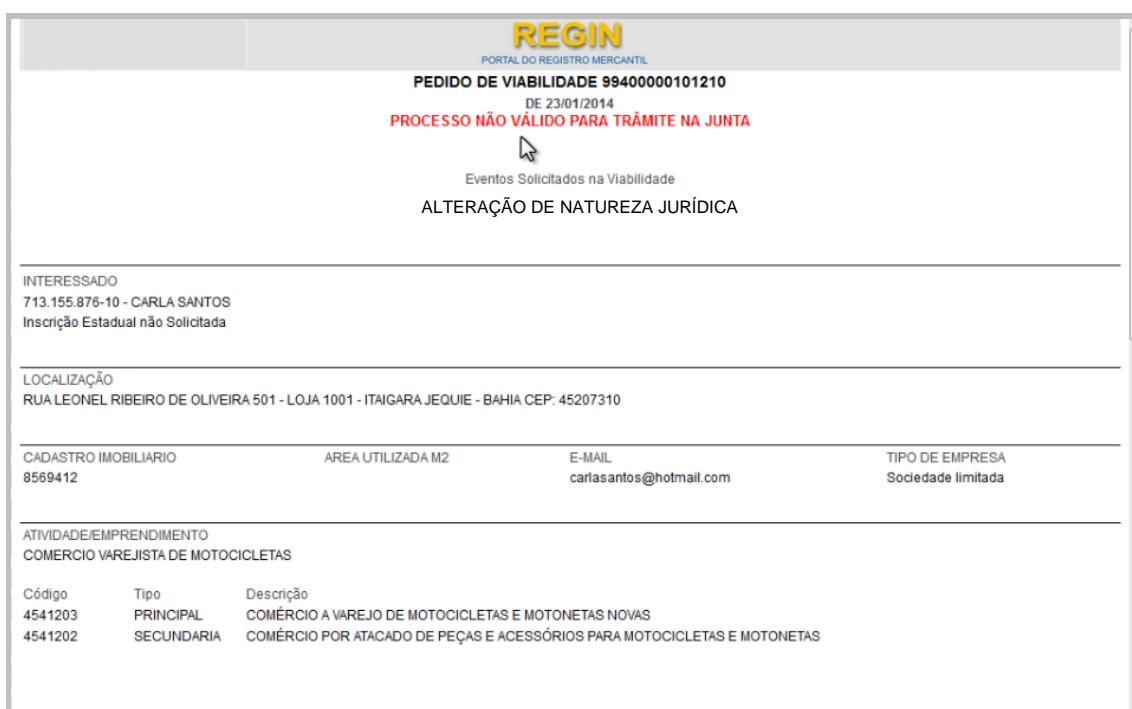 REGIN
PORTAL DO REGISTRO MERCANTIL
PEDIDO DE VIABILIDADE 99400000101210
DE 23/01/2014
PROCESSO NÃO VÁLIDO PARA TRÂMITE NA JUNTA
Eventos Solicitados na Viabilidade
ALTERAÇÃO DE NATUREZA JURÍDICA
INTERESSADO
713.155.876-10 - CARLA SANTOS
Inscrição Estadual não Solicitada
LOCALIZAÇÃO
RUA LEONEL RIBEIRO DE OLIVEIRA 501 - LOJA 1001 - ITAIGARA JEQUIE - BAHIA CEP: 45207310
CADASTRO IMOBILIARIO AREA UTILIZADA M2 E-MAIL TIPO DE EMPRESA
8569412 carlasantos@hotmail.com Sociedade limitada
ATIVIDADE/EMPRENDIMENTO
COMERCIO VAREJISTA DE MOTOCICLETAS
Código Tipo Descrição
4541203 PRINCIPAL COMÉRCIO A VAREJO DE MOTOCICLETAS E MOTONETAS NOVAS
4541202 SECUNDARIA COMÉRCIO POR ATACADO DE PEÇAS E ACESSÓRIOS PARA MOTOCICLETAS E MOTONETAS